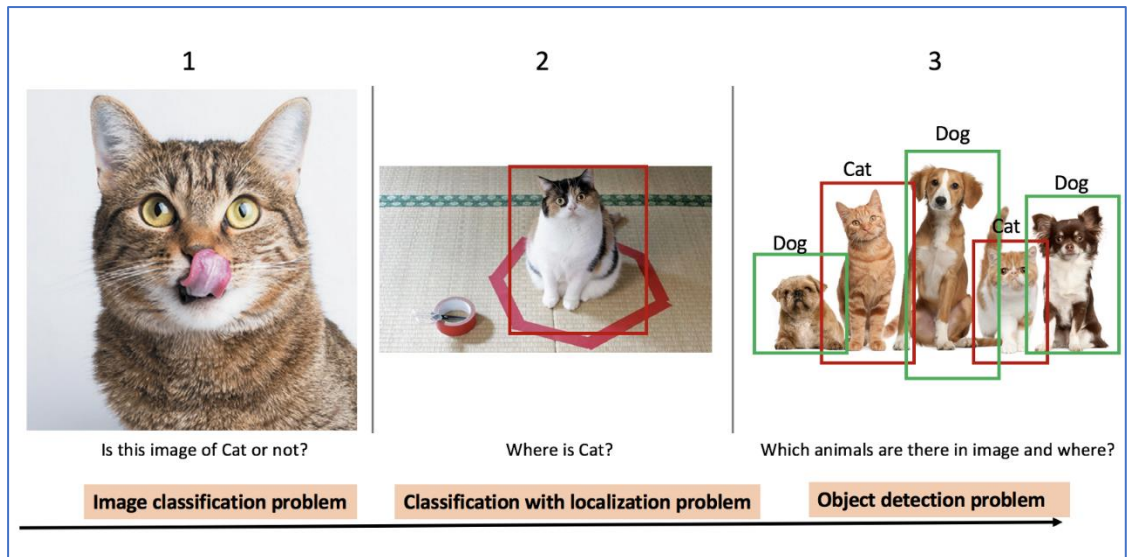 1
2
3
Dog
Cat
Dog
Cat
Dog
Is this image of Cat or not?
Where is Cat?
Which animals are there in image and where?
Image classification problem
Classification with localization problem
Object detection problem